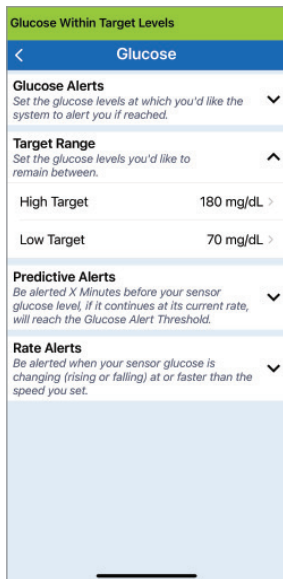 Glucose Within Target Levels
Glucose
Glucose Alerts
Set the glucose levels at which you'd like the
system to alert you if reached.
Target Range
Set the glucose levels you'd like to
remain between.
High Target 180 mg/dL
Low Target 70 mg/dL
Predictive Alerts
Be alerted X Minutes before your sensor
glucose level, if it continues at its current rate,
will reach the Glucose Alert Threshold.
Rate Alerts
Be alerted when your sensor glucose is
changing (rising or falling) at or faster than the
speed you set.